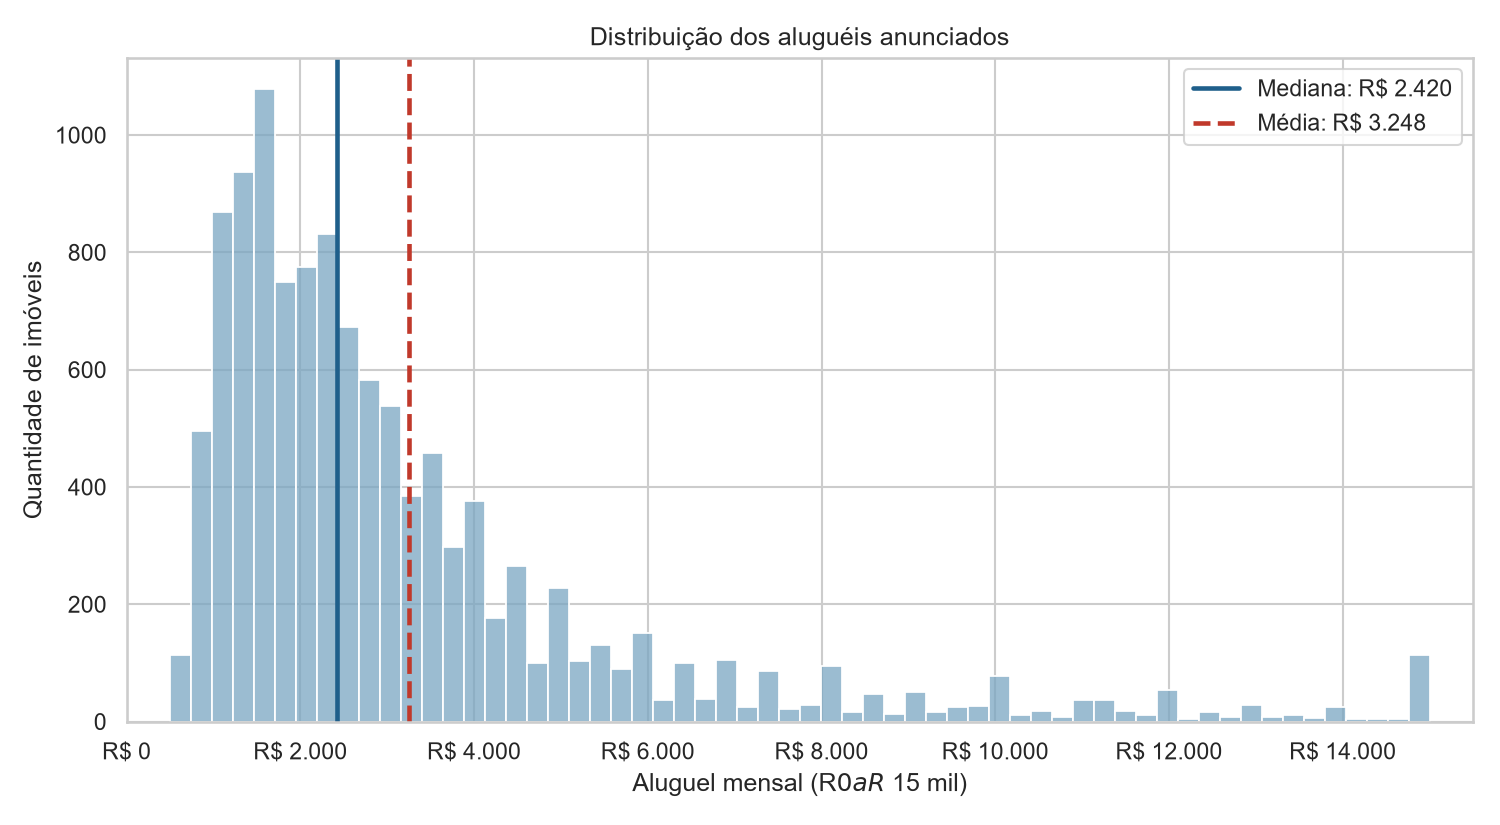 Distribuição dos aluguéis anunciados
Mediana: R$ 2.420
Média: R$ 3.248
Quantidade de imóveis
1000
800
600
400
200
0
R$ 0 R$ 2.000 R$ 4.000 R$ 6.000 R$ 8.000 R$ 10.000 R$ 12.000 R$ 14.000
Aluguel mensal (R0aR 15 mil)